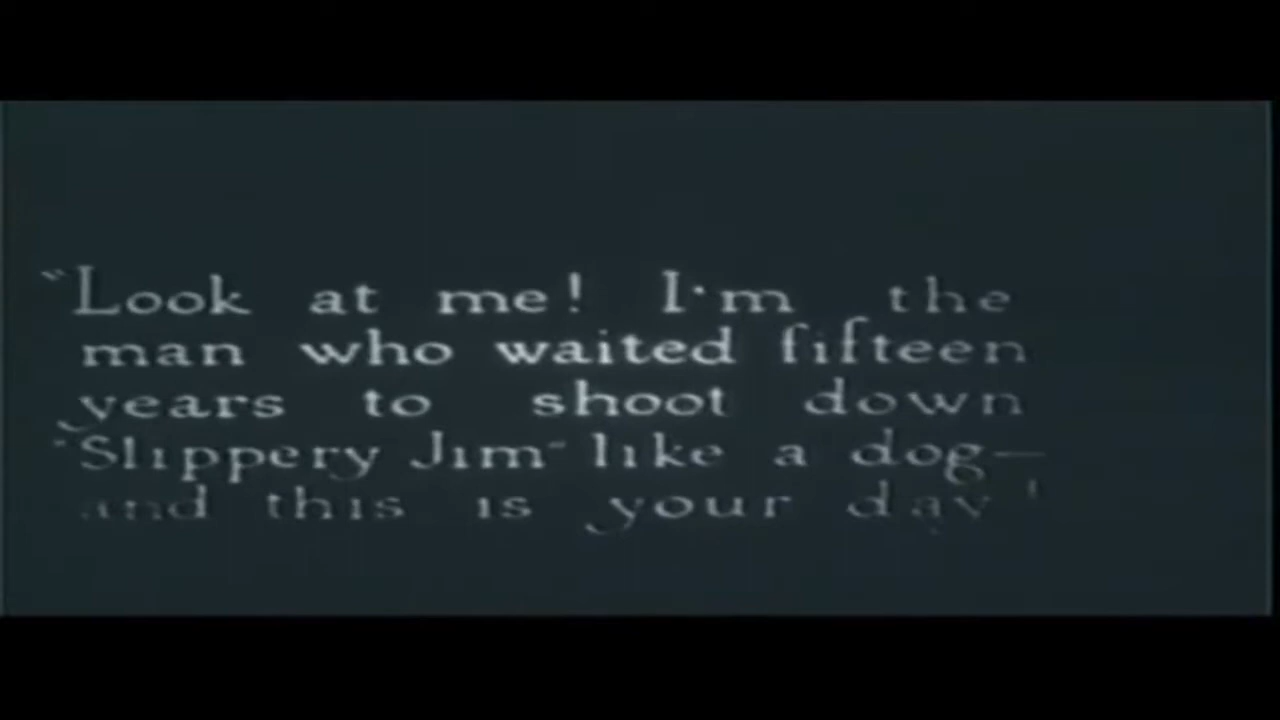 "Look at me! I'm the
man who waited fifteen
years to shoot down
"Slippery Jim" like a dog—
and this is your day!